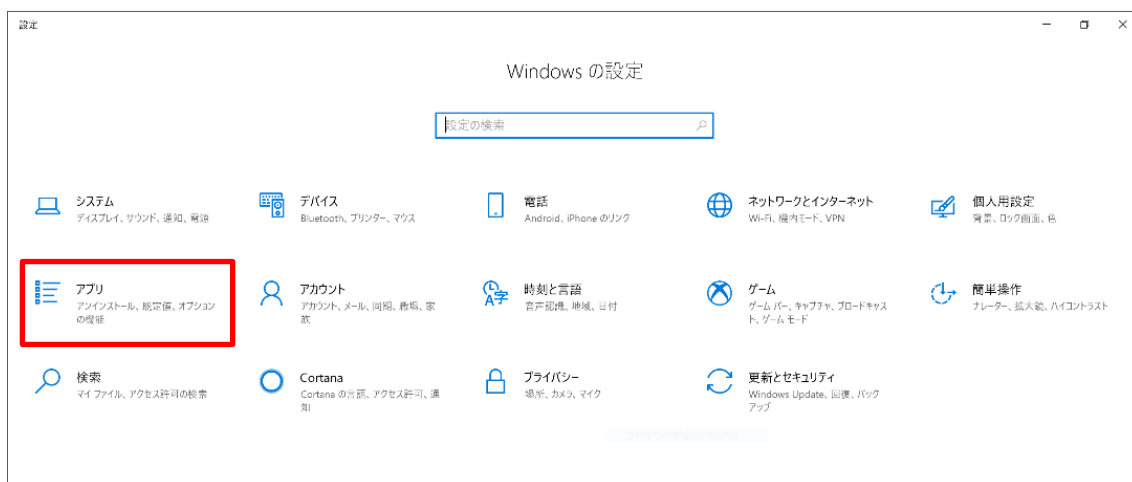 設定
Windows の設定
設定の検索
システム
ディスプレイ、サウンド、通知、電源
デバイス
Bluetooth、プリンター、マウス
電話
Android、iPhone のリンク
ネットワークとインターネット
Wi-Fi、機内モード、VPN
個人用設定
背景、ロック画面、色
アプリ
アンインストール、既定値、オプション
の機能
アカウント
アカウント、メール、同期、職場、家
族
時刻と言語
音声認識、地域、日付
ゲーム
ゲーム バー、キャプチャ、ブロードキャス
ト、ゲーム モード
簡単操作
ナレーター、拡大鏡、ハイコントラスト
検索
マイ ファイル、アクセス許可の検索
Cortana
Cortana の言語、アクセス許可、通
知
プライバシー
場所、カメラ、マイク
更新とセキュリティ
Windows Update、回復、バック
アップ